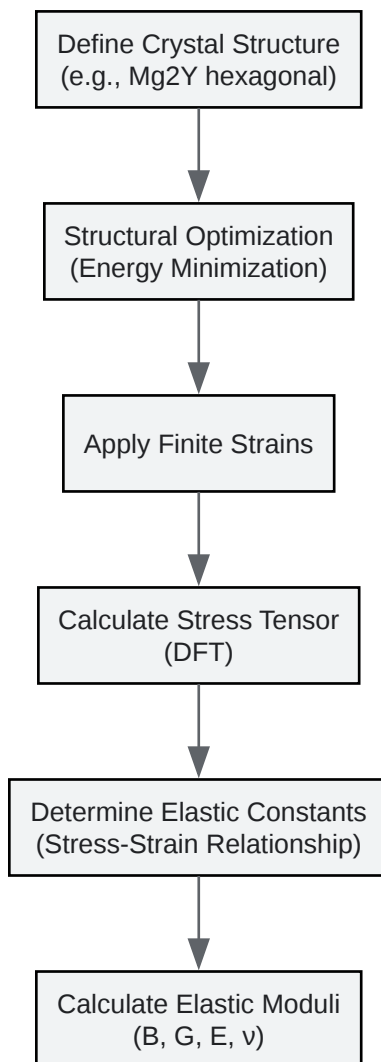 Define Crystal Structure
(e.g., Mg2Y hexagonal)
Structural Optimization
(Energy Minimization)
Apply Finite Strains
Calculate Stress Tensor
(DFT)
Determine Elastic Constants
(Stress-Strain Relationship)
Calculate Elastic Moduli
(B, G, E, ν)